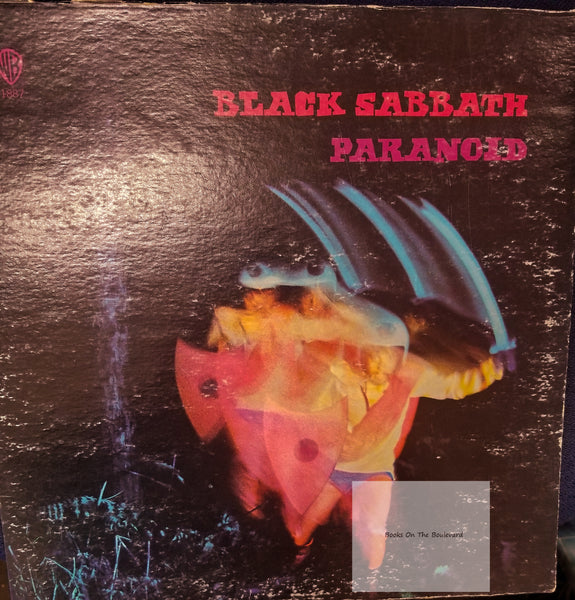 WB
1887
BLACK SABBATH
PARANOID
Books On The Boulevard